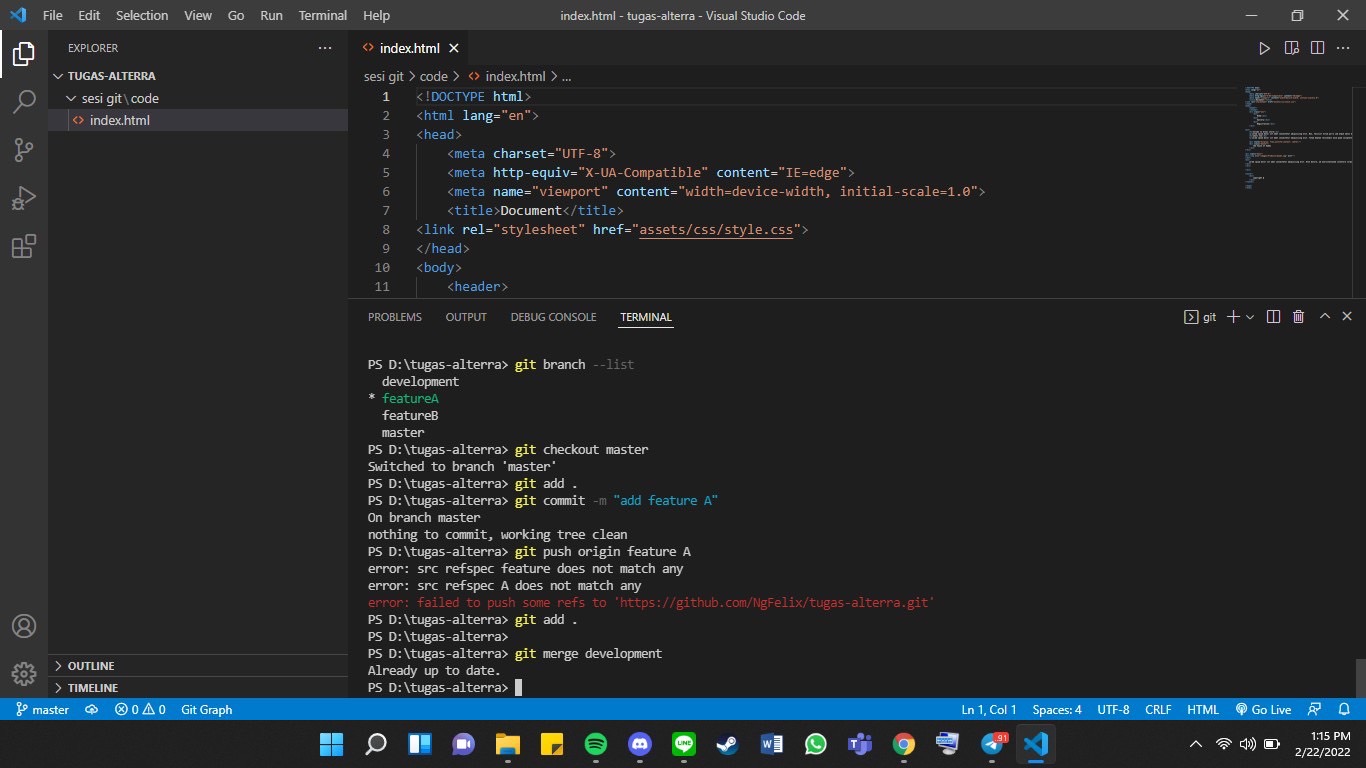 File Edit Selection View Go Run Terminal Help
index.html - tugas-alterra - Visual Studio Code
EXPLORER
TUGAS-ALTERRA
sesi git\code
index.html
OUTLINE
TIMELINE
index.html
sesi git > code > index.html > ...
1 <!DOCTYPE html>
2 <html lang="en">
3 <head>
4 <meta charset="UTF-8">
5 <meta http-equiv="X-UA-Compatible" content="IE=edge">
6 <meta name="viewport" content="width=device-width, initial-scale=1.0">
7 <title>Document</title>
8 <link rel="stylesheet" href="assets/css/style.css">
9 </head>
10 <body>
11 <header>
PROBLEMS OUTPUT DEBUG CONSOLE TERMINAL
git
PS D:\tugas-alterra> git branch --list
development
* featureA
featureB
master
PS D:\tugas-alterra> git checkout master
Switched to branch 'master'
PS D:\tugas-alterra> git add .
PS D:\tugas-alterra> git commit -m "add feature A"
On branch master
nothing to commit, working tree clean
PS D:\tugas-alterra> git push origin feature A
error: src refspec feature does not match any
error: src refspec A does not match any
error: failed to push some refs to 'https://github.com/NgFelix/tugas-alterra.git'
PS D:\tugas-alterra> git add .
PS D:\tugas-alterra>
PS D:\tugas-alterra> git merge development
Already up to date.
PS D:\tugas-alterra>
master 0 0 Git Graph Ln 1, Col 1 Spaces: 4 UTF-8 CRLF HTML Go Live
LINE
91
1:15 PM
2/22/2022